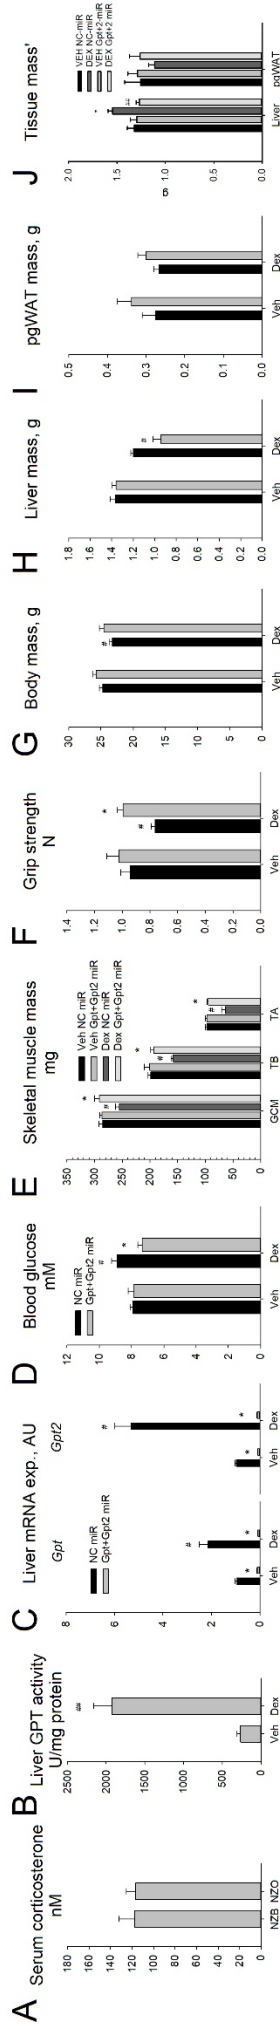 A
Serum corticosterone
nM
180
160
140
120
100
80
60
40
20
0
NZB NZO
B
Liver GPT activity
U/mg protein
2500
2000
1500
1000
500
0
##
Veh Dex
C
Liver mRNA exp., AU
Gpt Gpt2
NC miR
Gpt+Gpt2 miR
8
6
4
2
0
* # * * # *
Veh Dex Veh Dex
D
Blood glucose
mM
NC miR
Gpt+Gpt2 miR
12
10
8
6
4
2
0
# *
Veh Dex
E
Skeletal muscle mass
mg
Veh NC miR
Veh Gpt+Gpt2 miR
Dex NC miR
Dex Gpt+Gpt2 miR
350
300
250
200
150
100
50
0
# * # * # *
GCM TB TA
F
Grip strength
N
1.4
1.2
1.0
0.8
0.6
0.4
0.2
0.0
# *
Veh Dex
G
Body mass, g
30
25
20
15
10
5
0
#
Veh Dex
H
Liver mass, g
1.8
1.6
1.4
1.2
1.0
0.8
0.6
0.4
0.2
0.0
#
Veh Dex
I
pgWAT mass, g
0.5
0.4
0.3
0.2
0.1
0.0
Veh Dex
J
Tissue mass'
VEH NC-miR
DEX NC-miR
VEH Gpt+2-miR
DEX Gpt+2-miR
g
2.0
1.5
1.0
0.5
0.0
* ##
Liver pgWAT